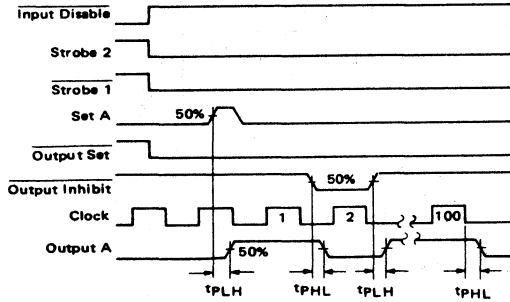 Input Disable
Strobe 2
Strobe 1
Set A
50%
Output Set
Output Inhibit
50%
Clock
1
2
100
Output A
50%
tPLH
tPHL
tPLH
tPHL